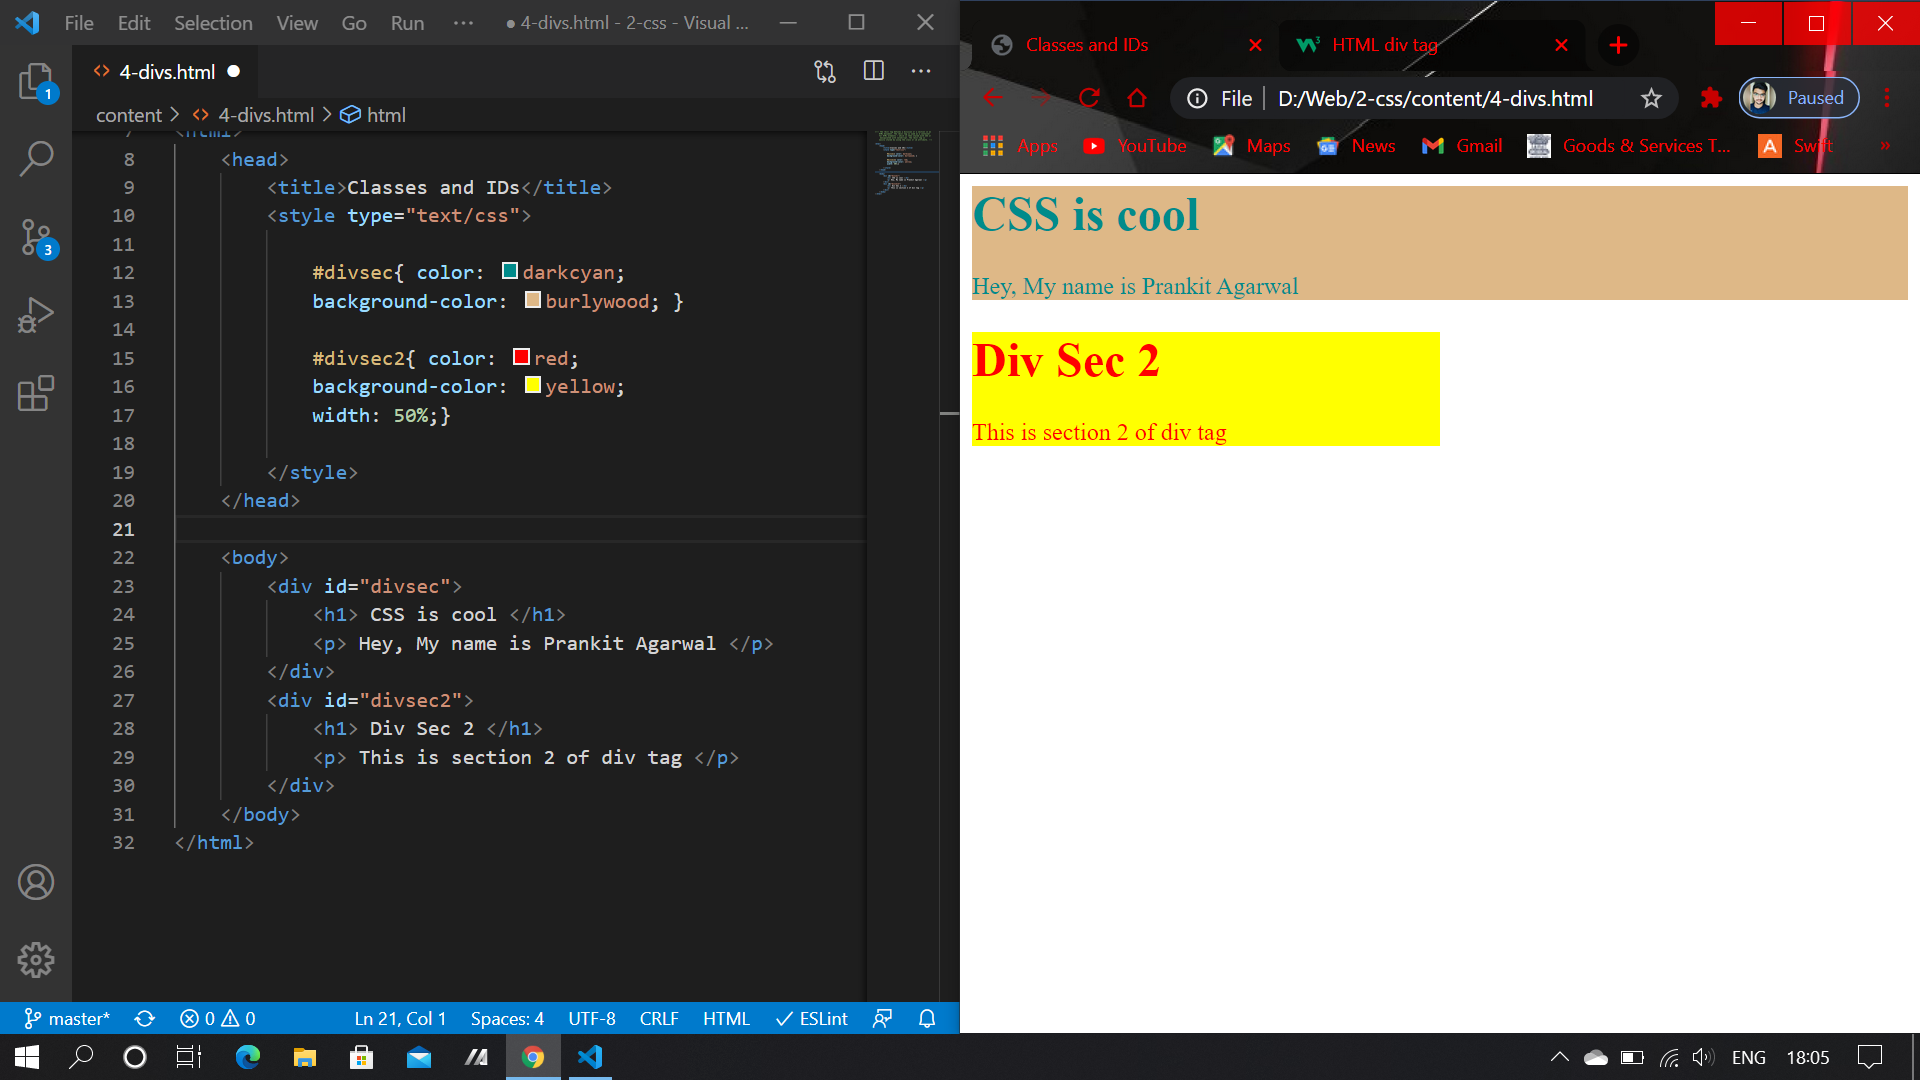 File Edit Selection View Go Run ··· ● 4-divs.html - 2-css - Visual ...
4-divs.html
content > 4-divs.html > html
7 <html>
8 <head>
9 <title>Classes and IDs</title>
10 <style type="text/css">
11
12 #divsec{ color: darkcyan;
13 background-color: burlywood; }
14
15 #divsec2{ color: red;
16 background-color: yellow;
17 width: 50%;}
18
19 </style>
20 </head>
21
22 <body>
23 <div id="divsec">
24 <h1> CSS is cool </h1>
25 <p> Hey, My name is Prankit Agarwal </p>
26 </div>
27 <div id="divsec2">
28 <h1> Div Sec 2 </h1>
29 <p> This is section 2 of div tag </p>
30 </div>
31 </body>
32 </html>
1
3
master* 0 0 Ln 21, Col 1 Spaces: 4 UTF-8 CRLF HTML ESLint
Classes and IDs HTML div tag
File D:/Web/2-css/content/4-divs.html Paused
Apps YouTube Maps News Gmail Goods & Services T... A Swift »
CSS is cool
Hey, My name is Prankit Agarwal
Div Sec 2
This is section 2 of div tag
ENG 18:05